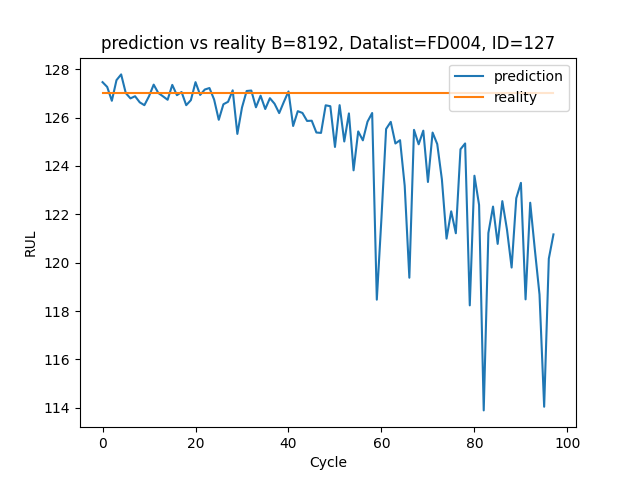 prediction vs reality B=8192, Datalist=FD004, ID=127
128
126
124
122
120
118
116
114
RUL
prediction
reality
0
20
40
60
80
100
Cycle